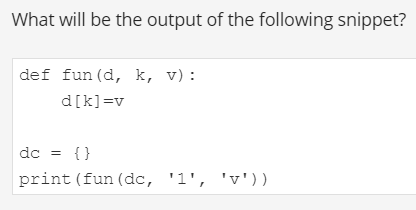 What will be the output of the following snippet?
def fun(d, k, v):
    d[k]=v
dc = {}
print(fun(dc, '1', 'v'))